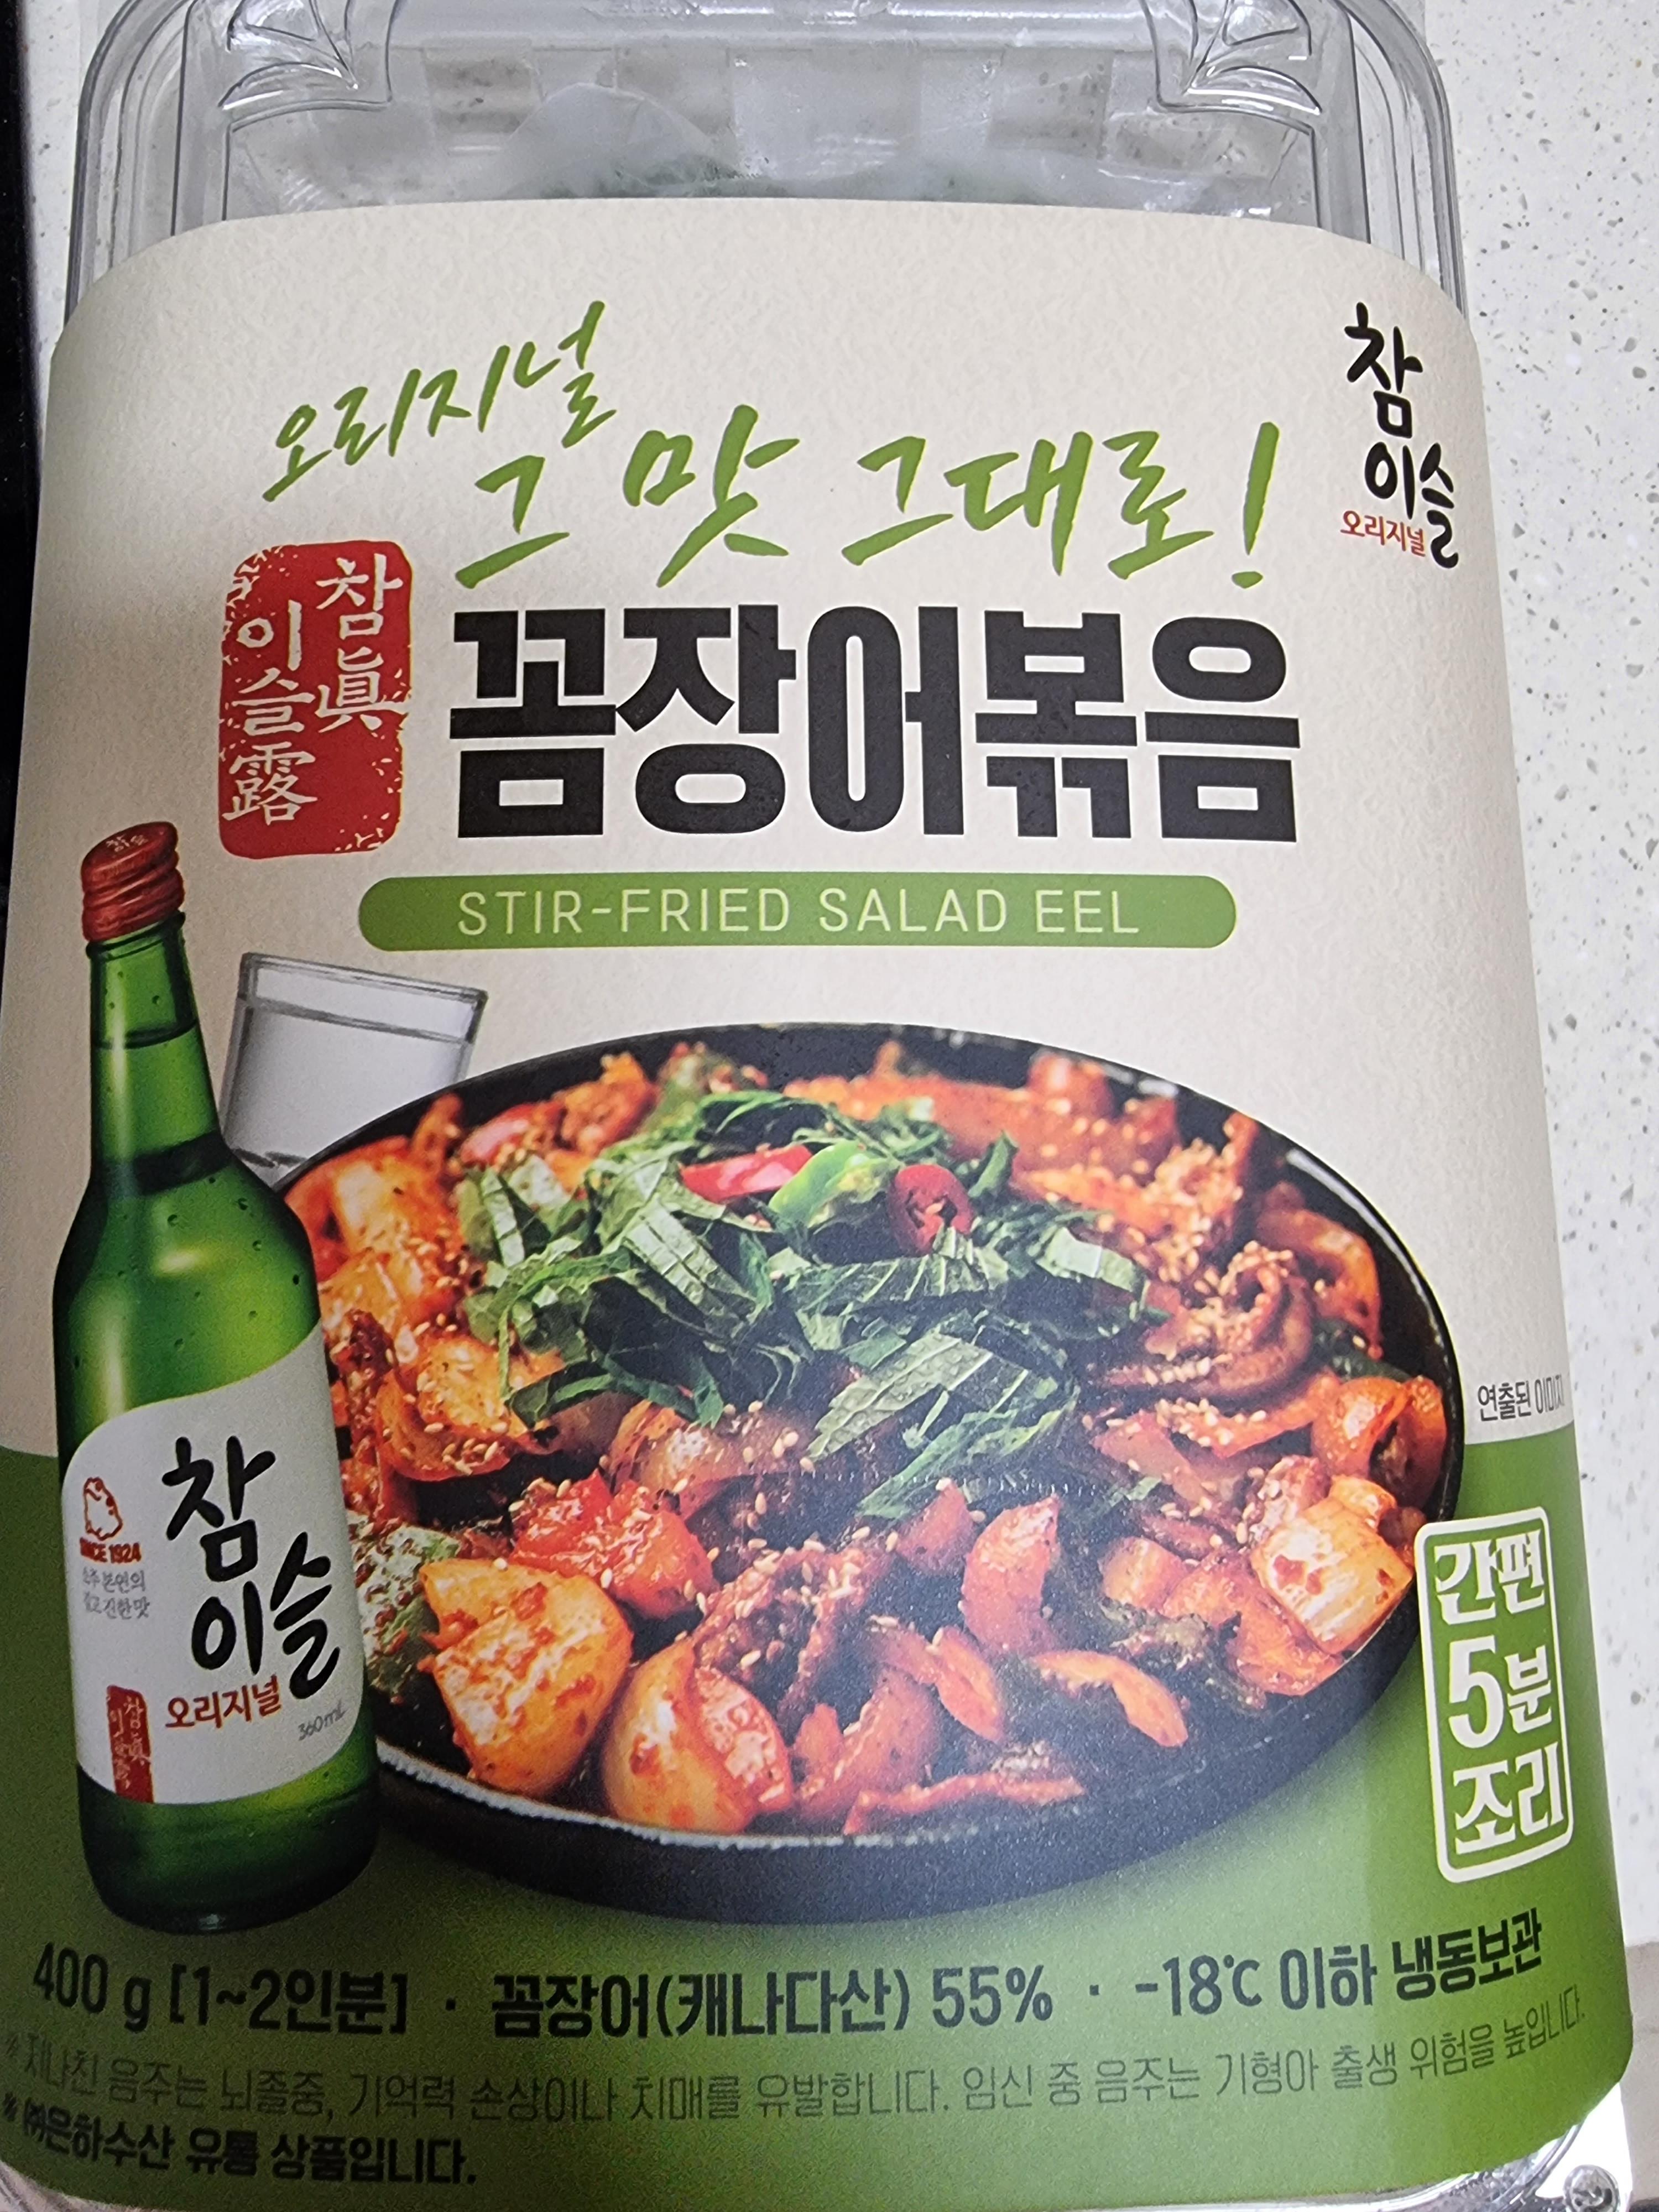 오리지널
그 맛 그대로!
참
이슬
오리지널
참眞
이슬露
꼼장어볶음
STIR-FRIED SALAD EEL
연출된 이미지
참
이슬
SINCE 1924
오리지널
360mL
간편
5분
조리
400 g [1~2인분] · 꼼장어(캐나다산) 55% · -18℃ 이하 냉동보관
※ 지나친 음주는 뇌졸중, 기억력 손상이나 치매를 유발합니다. 임신 중 음주는 기형아 출생 위험을 높입니다.
※ ㈜은하수산 유통 상품입니다.